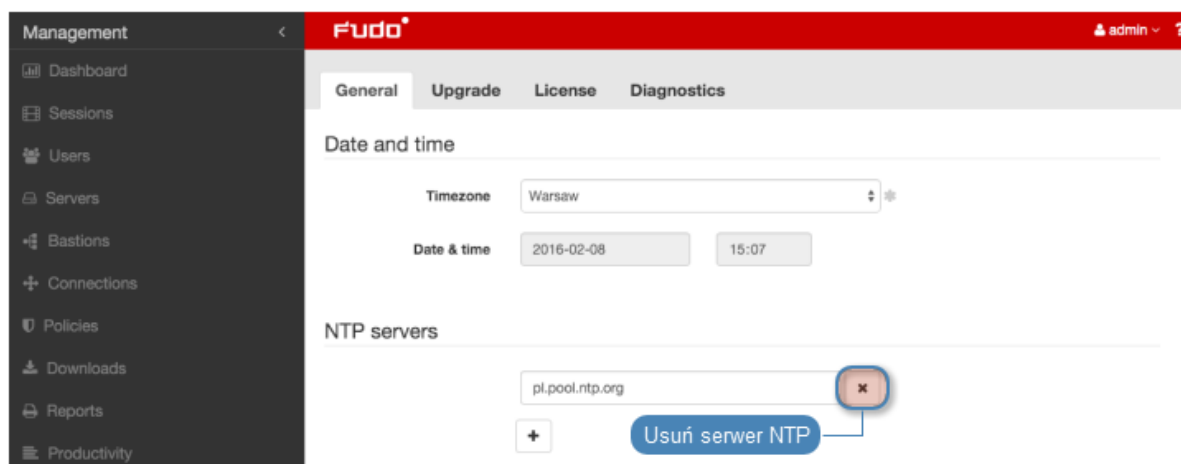 Management
FUDO
admin
?
Dashboard
Sessions
Users
Servers
Bastions
Connections
Policies
Downloads
Reports
Productivity
General Upgrade License Diagnostics
Date and time
Timezone Warsaw
Date & time 2016-02-08 15:07
NTP servers
pl.pool.ntp.org
Usuń serwer NTP